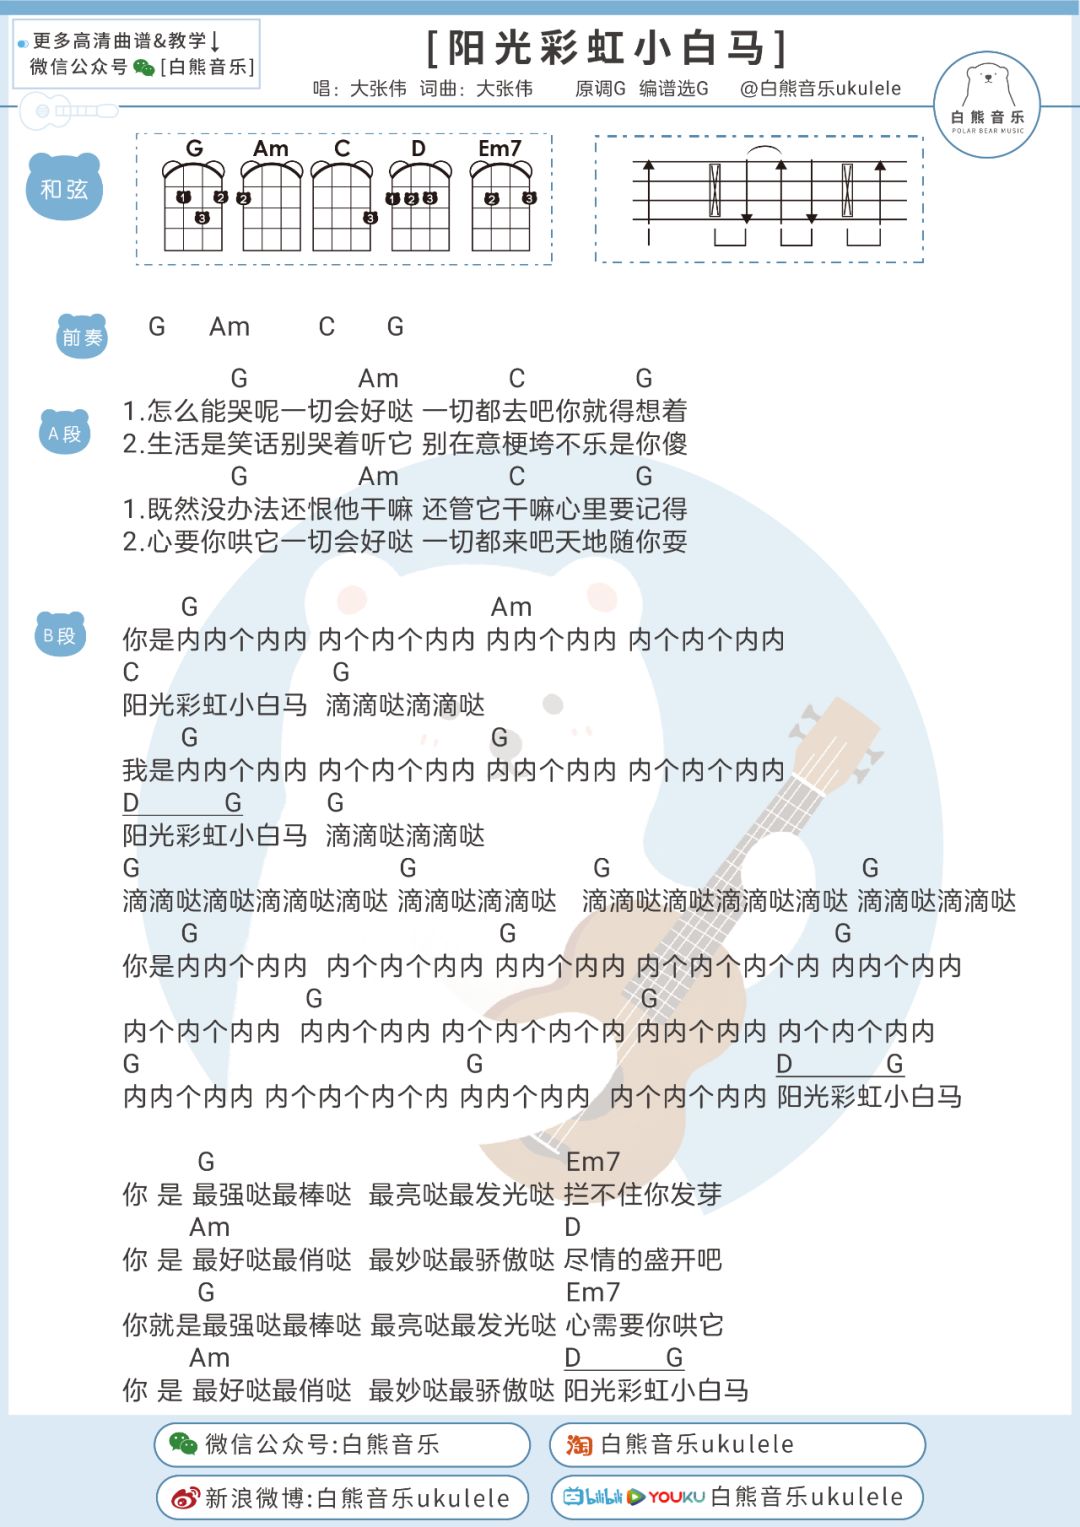 更多高清曲谱&教学↓
微信公众号 [白熊音乐]
[阳光彩虹小白马]
唱：大张伟 词曲：大张伟 原调G 编谱选G @白熊音乐ukulele
白熊音乐
POLAR BEAR MUSIC
和弦
G Am C D Em7
1 2 3 2 3 1 2 3 2 3
前奏
G Am C G
A段
G Am C G
1.怎么能哭呢一切会好哒 一切都去吧你就得想着
2.生活是笑话别哭着听它 别在意梗垮不乐是你傻
G Am C G
1.既然没办法还恨他干嘛 还管它干嘛心里要记得
2.心要你哄它一切会好哒 一切都来吧天地随你耍
B段
G Am
你是内内个内内 内个内个内内 内内个内内 内个内个内内
C G
阳光彩虹小白马 滴滴哒滴滴哒
G G
我是内内个内内 内个内个内内 内内个内内 内个内个内内
D G G
阳光彩虹小白马 滴滴哒滴滴哒
G G G G
滴滴哒滴哒滴滴哒滴哒 滴滴哒滴滴哒 滴滴哒滴哒滴滴哒滴哒 滴滴哒滴滴哒
G G G
你是内内个内内 内个内个内内 内内个内内 内个内个内个内 内内个内内
G G
内个内个内内 内内个内内 内个内个内个内 内内个内内 内个内个内内
G G D G
内内个内内 内个内个内个内 内内个内内 内个内个内内 阳光彩虹小白马
G Em7
你 是 最强哒最棒哒 最亮哒最发光哒 拦不住你发芽
Am D
你 是 最好哒最俏哒 最妙哒最骄傲哒 尽情的盛开吧
G Em7
你就是最强哒最棒哒 最亮哒最发光哒 心需要你哄它
Am D G
你 是 最好哒最俏哒 最妙哒最骄傲哒 阳光彩虹小白马
微信公众号:白熊音乐
淘 白熊音乐ukulele
新浪微博:白熊音乐ukulele
bilibili YOUKU 白熊音乐ukulele